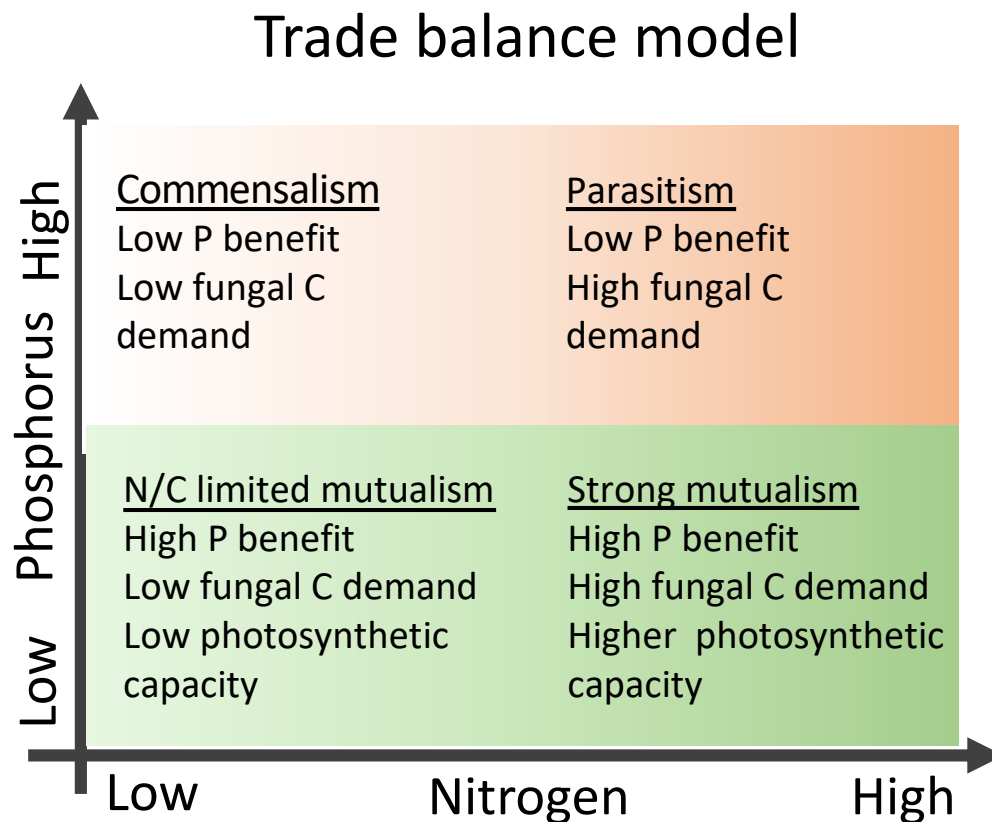 Trade balance model
High
Phosphorus
Low
Commensalism
Low P benefit
Low fungal C
demand
Parasitism
Low P benefit
High fungal C
demand
N/C limited mutualism
High P benefit
Low fungal C demand
Low photosynthetic
capacity
Strong mutualism
High P benefit
High fungal C demand
Higher photosynthetic
capacity
Low
Nitrogen
High